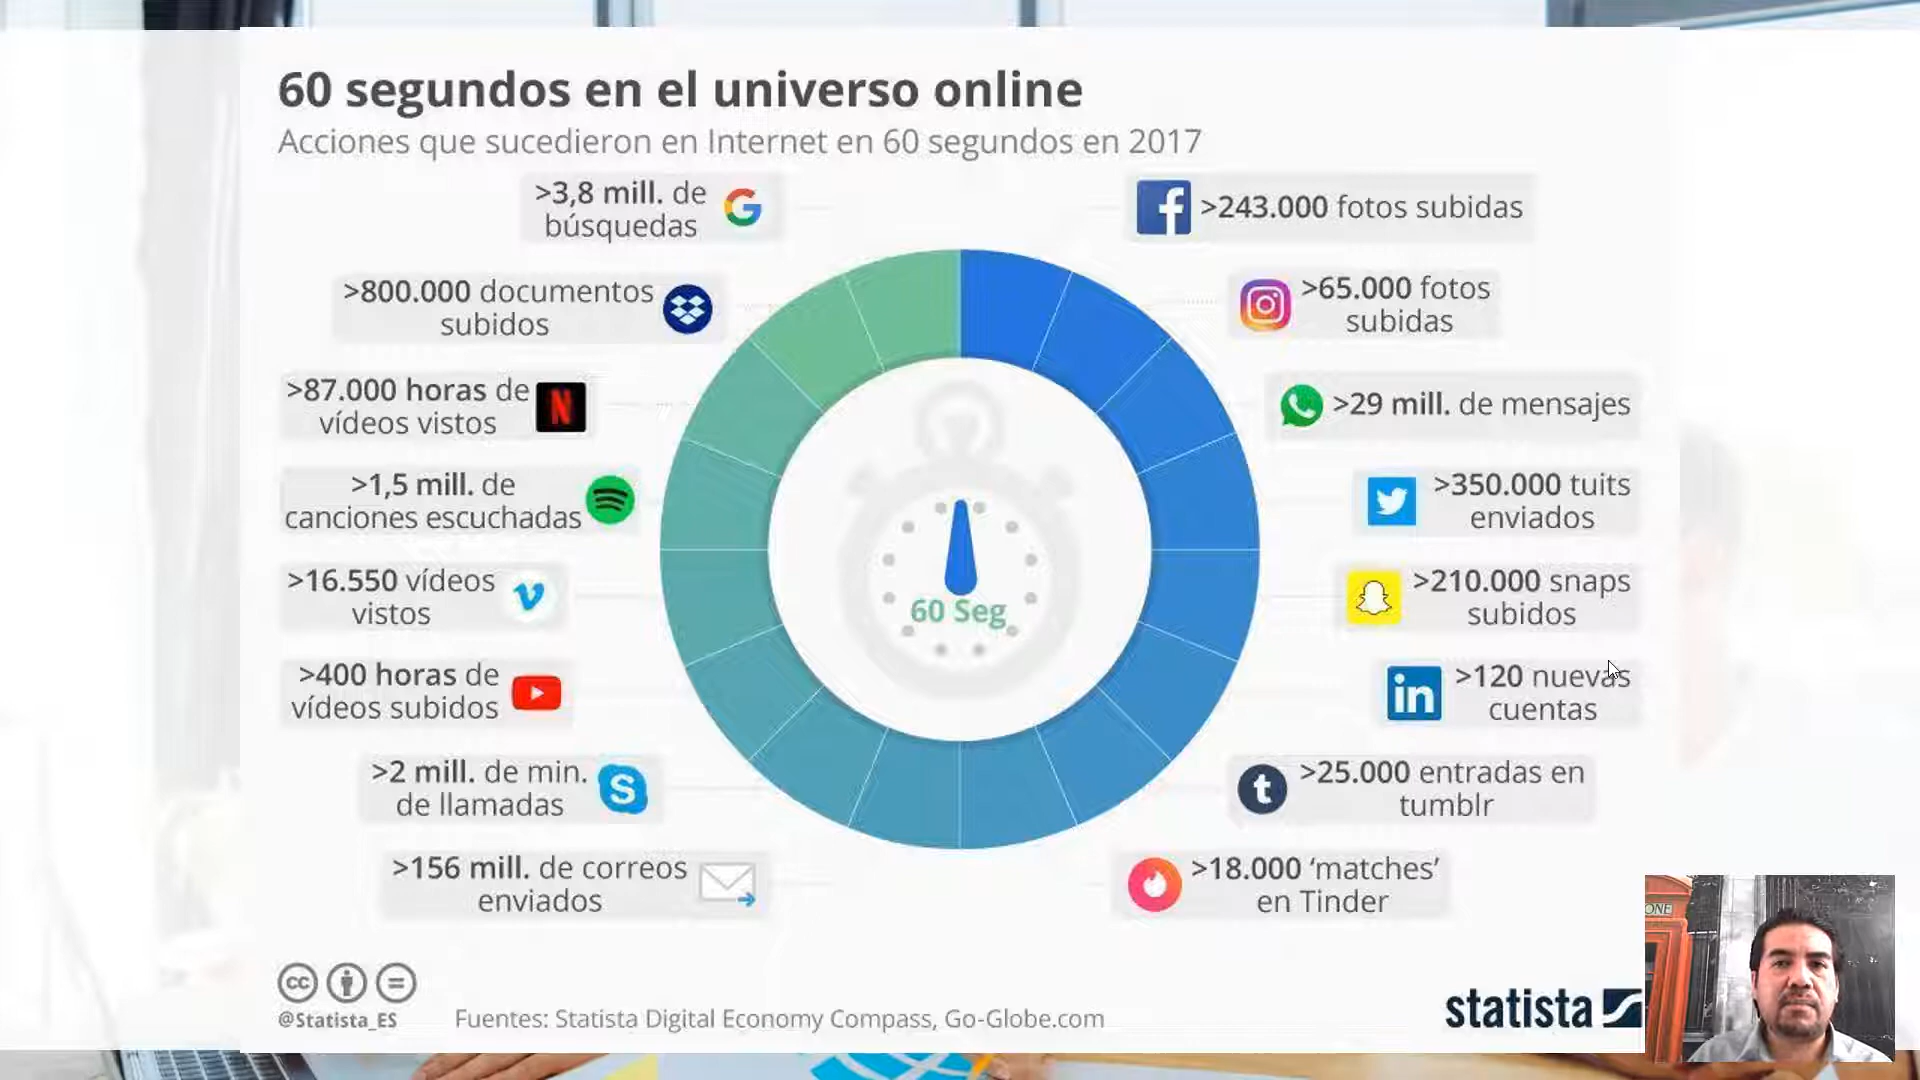 60 segundos en el universo online
Acciones que sucedieron en Internet en 60 segundos en 2017
>3,8 mill. de
búsquedas
>800.000 documentos
subidos
>87.000 horas de
vídeos vistos
>1,5 mill. de
canciones escuchadas
>16.550 vídeos
vistos
>400 horas de
vídeos subidos
>2 mill. de min.
de llamadas
>156 mill. de correos
enviados
>243.000 fotos subidas
>65.000 fotos
subidas
>29 mill. de mensajes
>350.000 tuits
enviados
>210.000 snaps
subidos
in
>120 nuevas
cuentas
>25.000 entradas en
tumblr
>18.000 ‘matches’
en Tinder
60 Seg
cc
@Statista_ES
Fuentes: Statista Digital Economy Compass, Go-Globe.com
statista
ONE